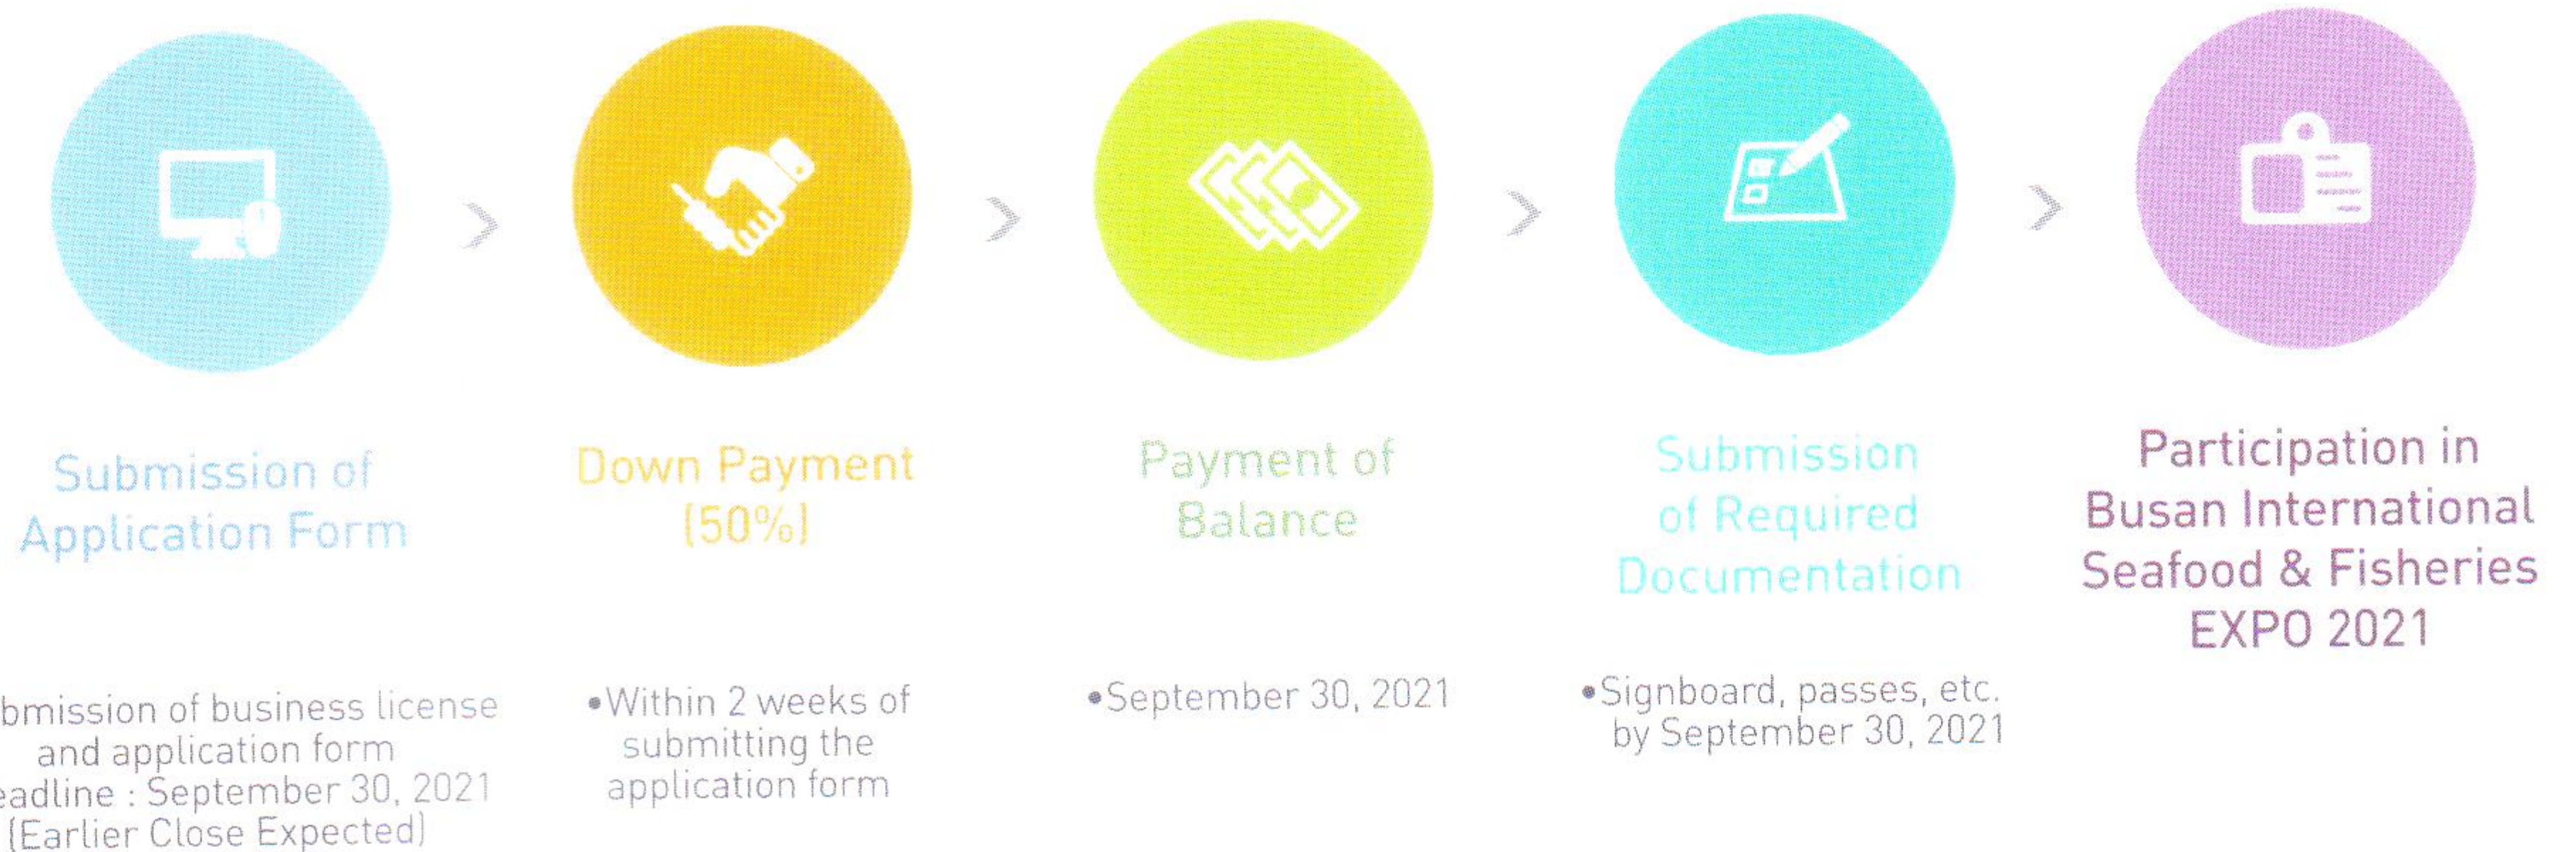 Submission of
Application Form
bmission of business license
and application form
eadline : September 30, 2021
(Earlier Close Expected)
Down Payment
(50%)
•Within 2 weeks of
submitting the
application form
Payment of
Balance
•September 30, 2021
Submission
of Required
Documentation
•Signboard, passes, etc.
by September 30, 2021
Participation in
Busan International
Seafood & Fisheries
EXPO 2021